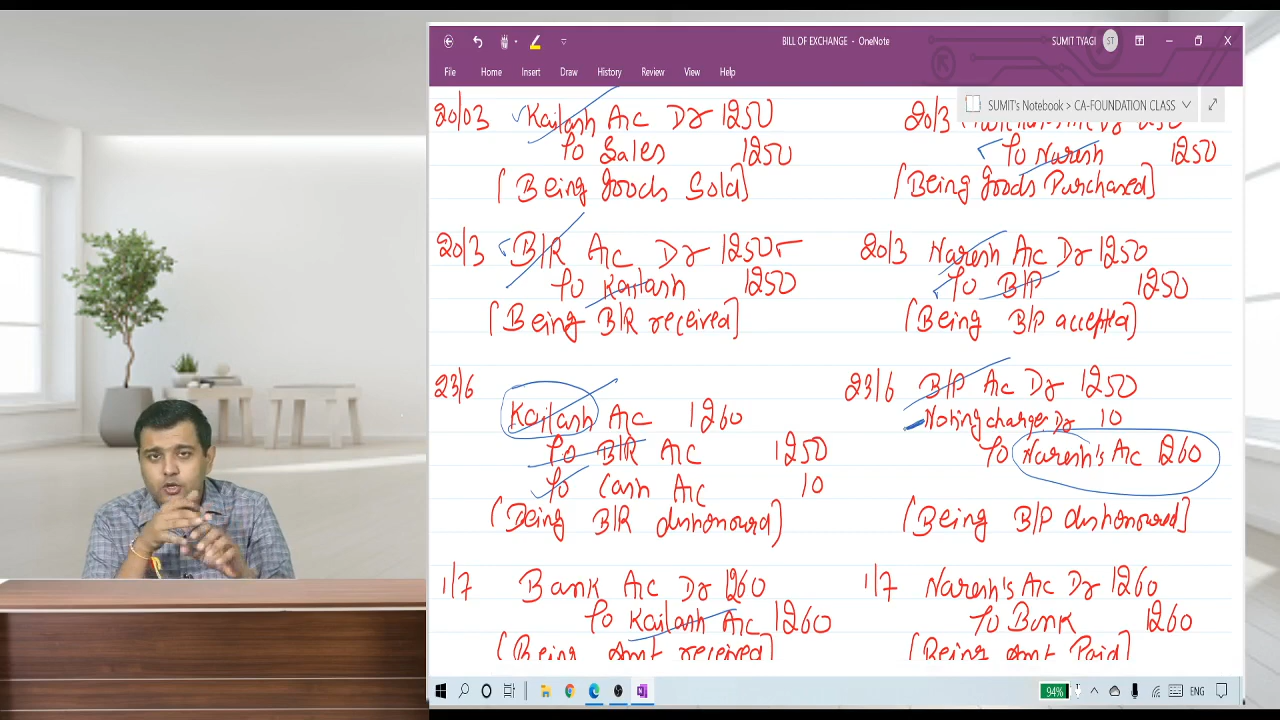 BILL OF EXCHANGE - OneNote
SUMIT TYAGI ST
File Home Insert Draw History Review View Help
SUMIT's Notebook > CA-FOUNDATION CLASS
20/03 Kailash A/c Dr 1250
To Sales 1250
[Being Goods Sold]
20/3 B/R A/c Dr 1250
To Kailash 1250
[Being B/R received]
23/6
Kailash A/c 1260
To B/R A/c 1250
To Cash A/c 10
[Being B/R dishonoured]
1/7 Bank A/c Dr 1260
To Kailash A/c 1260
[Being Amt received]
20/3
To Naresh 1250
[Being Goods Purchased]
20/3 Naresh A/c Dr 1250
To B/P 1250
[Being B/P accepted]
23/6 B/P A/c Dr 1250
Noting charges Dr 10
To Naresh's A/c 1260
[Being B/P dishonoured]
1/7 Naresh's A/c Dr 1260
To Bank 1260
[Being Amt Paid]
94% ENG